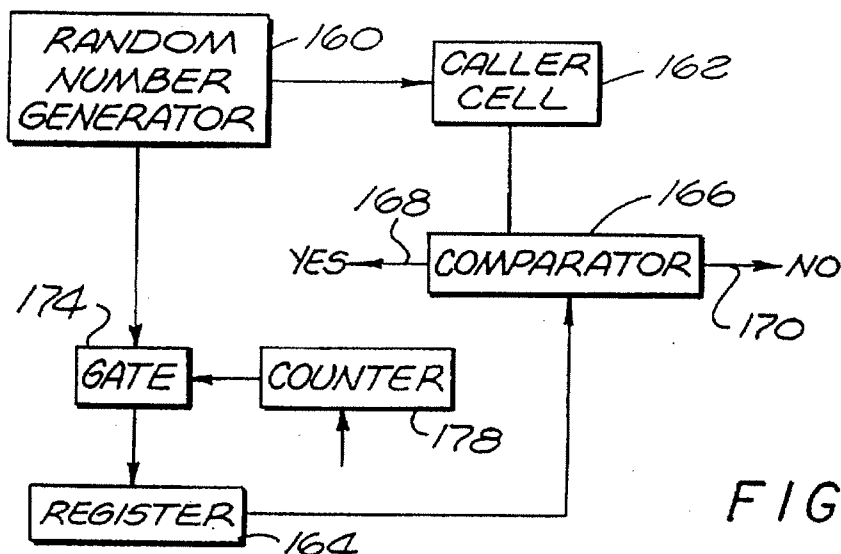 RANDOM
NUMBER
GENERATOR
160
CALLER
CELL
162
168
166
YES
COMPARATOR
NO
170
174
GATE
COUNTER
178
REGISTER
164
FIG